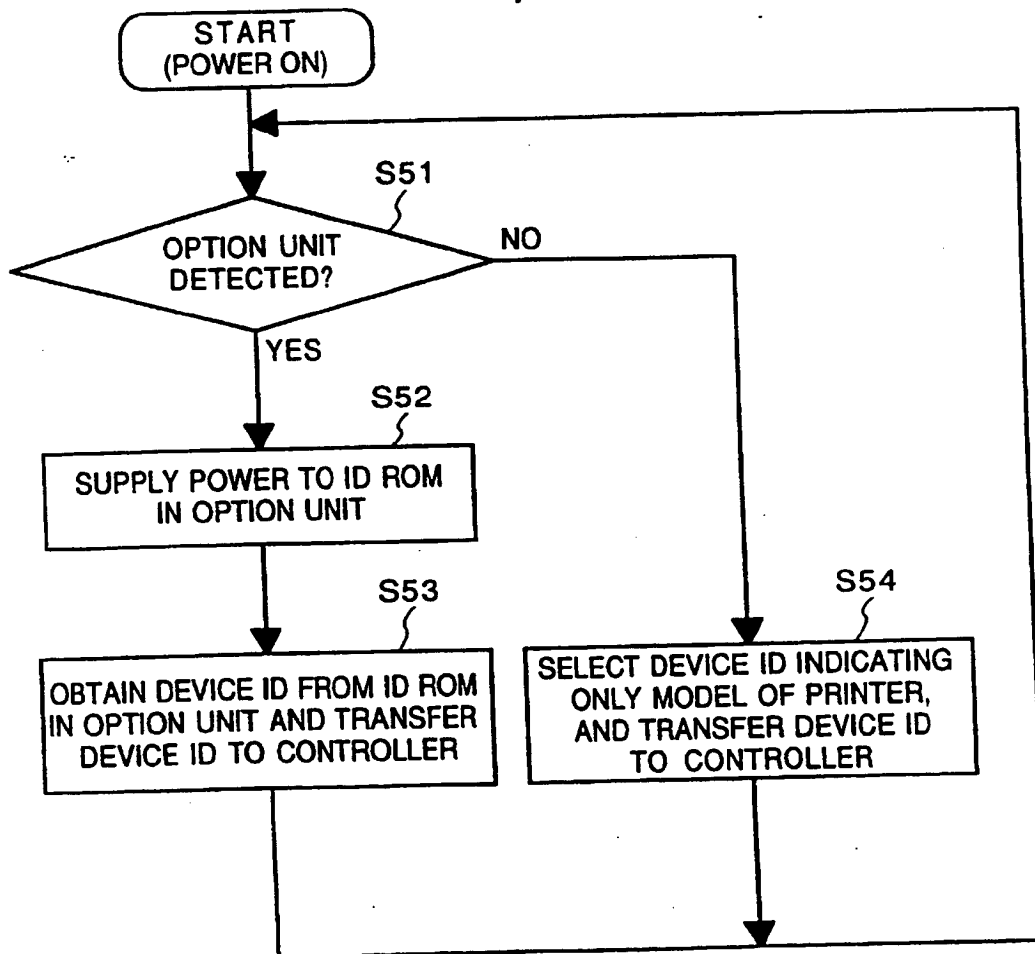 START
(POWER ON)
S51
OPTION UNIT
DETECTED?
NO
YES
S52
SUPPLY POWER TO ID ROM
IN OPTION UNIT
S53
OBTAIN DEVICE ID FROM ID ROM
IN OPTION UNIT AND TRANSFER
DEVICE ID TO CONTROLLER
S54
SELECT DEVICE ID INDICATING
ONLY MODEL OF PRINTER,
AND TRANSFER DEVICE ID
TO CONTROLLER